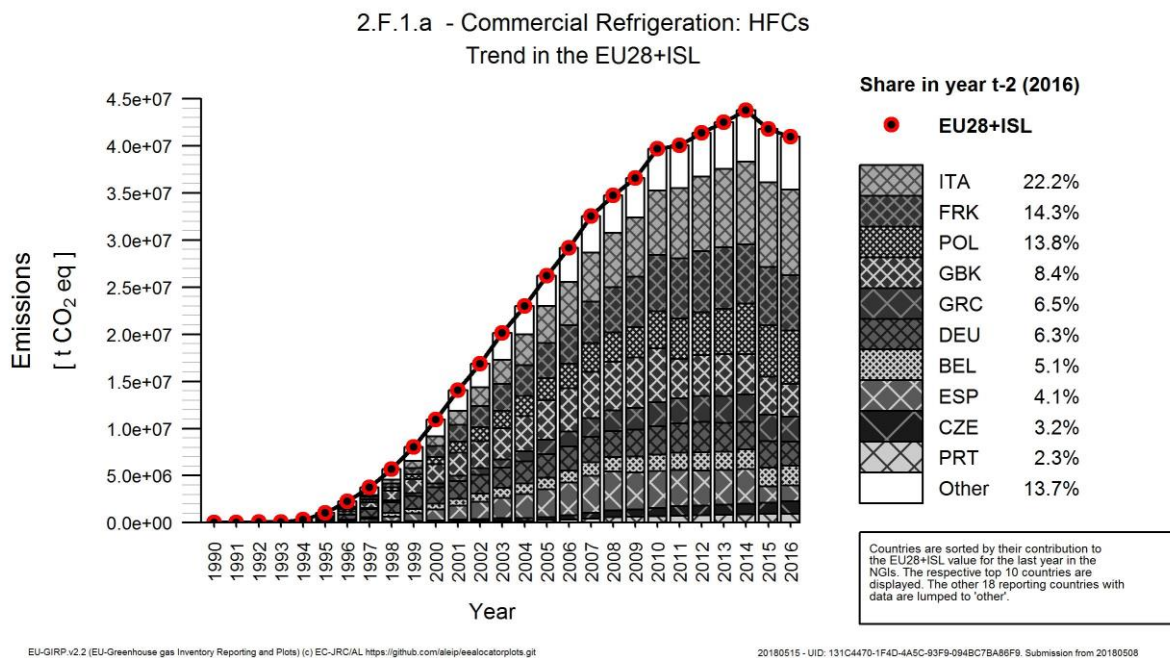 2.F.1.a - Commercial Refrigeration: HFCs
Trend in the EU28+ISL
Emissions
[ t CO2 eq ]
4.5e+07
4.0e+07
3.5e+07
3.0e+07
2.5e+07
2.0e+07
1.5e+07
1.0e+07
5.0e+06
0.0e+00
1990 1991 1992 1993 1994 1995 1996 1997 1998 1999 2000 2001 2002 2003 2004 2005 2006 2007 2008 2009 2010 2011 2012 2013 2014 2015 2016
Year
Share in year t-2 (2016)
EU28+ISL
ITA 22.2%
FRK 14.3%
POL 13.8%
GBK 8.4%
GRC 6.5%
DEU 6.3%
BEL 5.1%
ESP 4.1%
CZE 3.2%
PRT 2.3%
Other 13.7%
Countries are sorted by their contribution to
the EU28+ISL value for the last year in the
NGIs. The respective top 10 countries are
displayed. The other 18 reporting countries with
data are lumped to 'other'.
EU-GIRP.v2.2 (EU-Greenhouse gas Inventory Reporting and Plots) (c) EC-JRC/AL https://github.com/aleip/eealocatorplots.git
20180515 - UID: 131C4470-1F4D-4A5C-93F9-094BC7BA86F9. Submission from 20180508